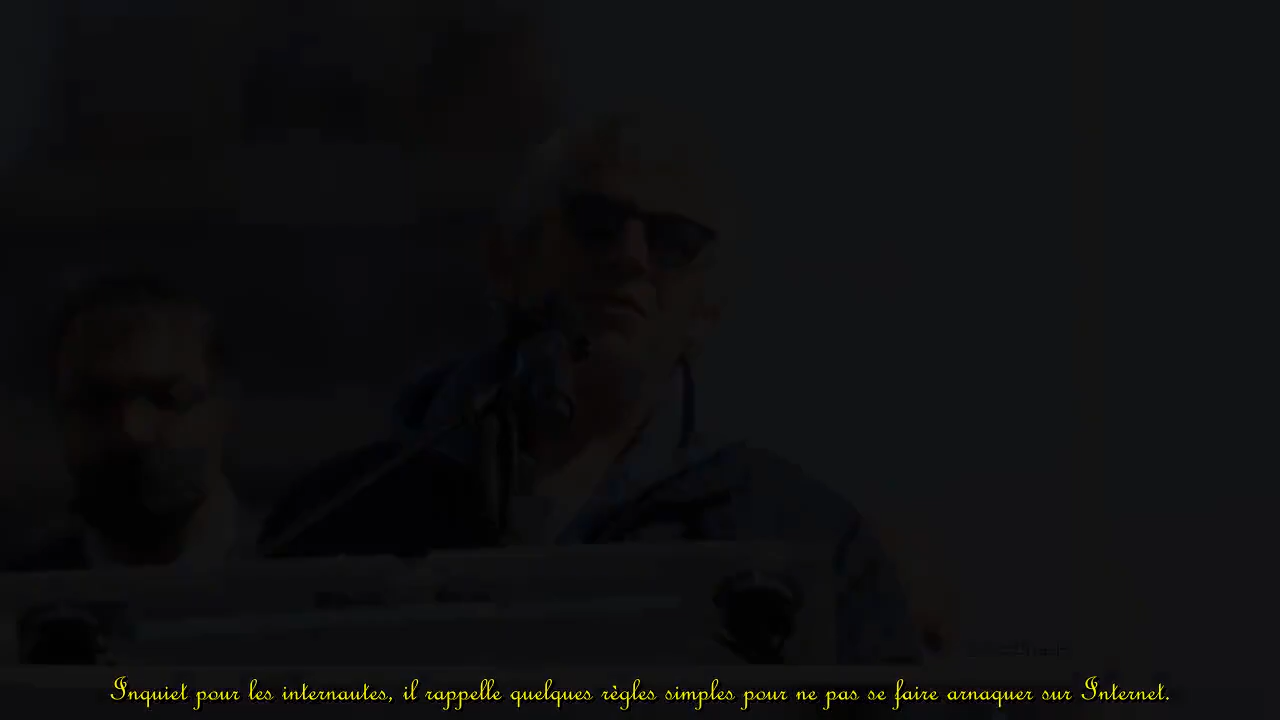 Inquiet pour les internautes, il rappelle quelques règles simples pour ne pas se faire arnaquer sur Internet.